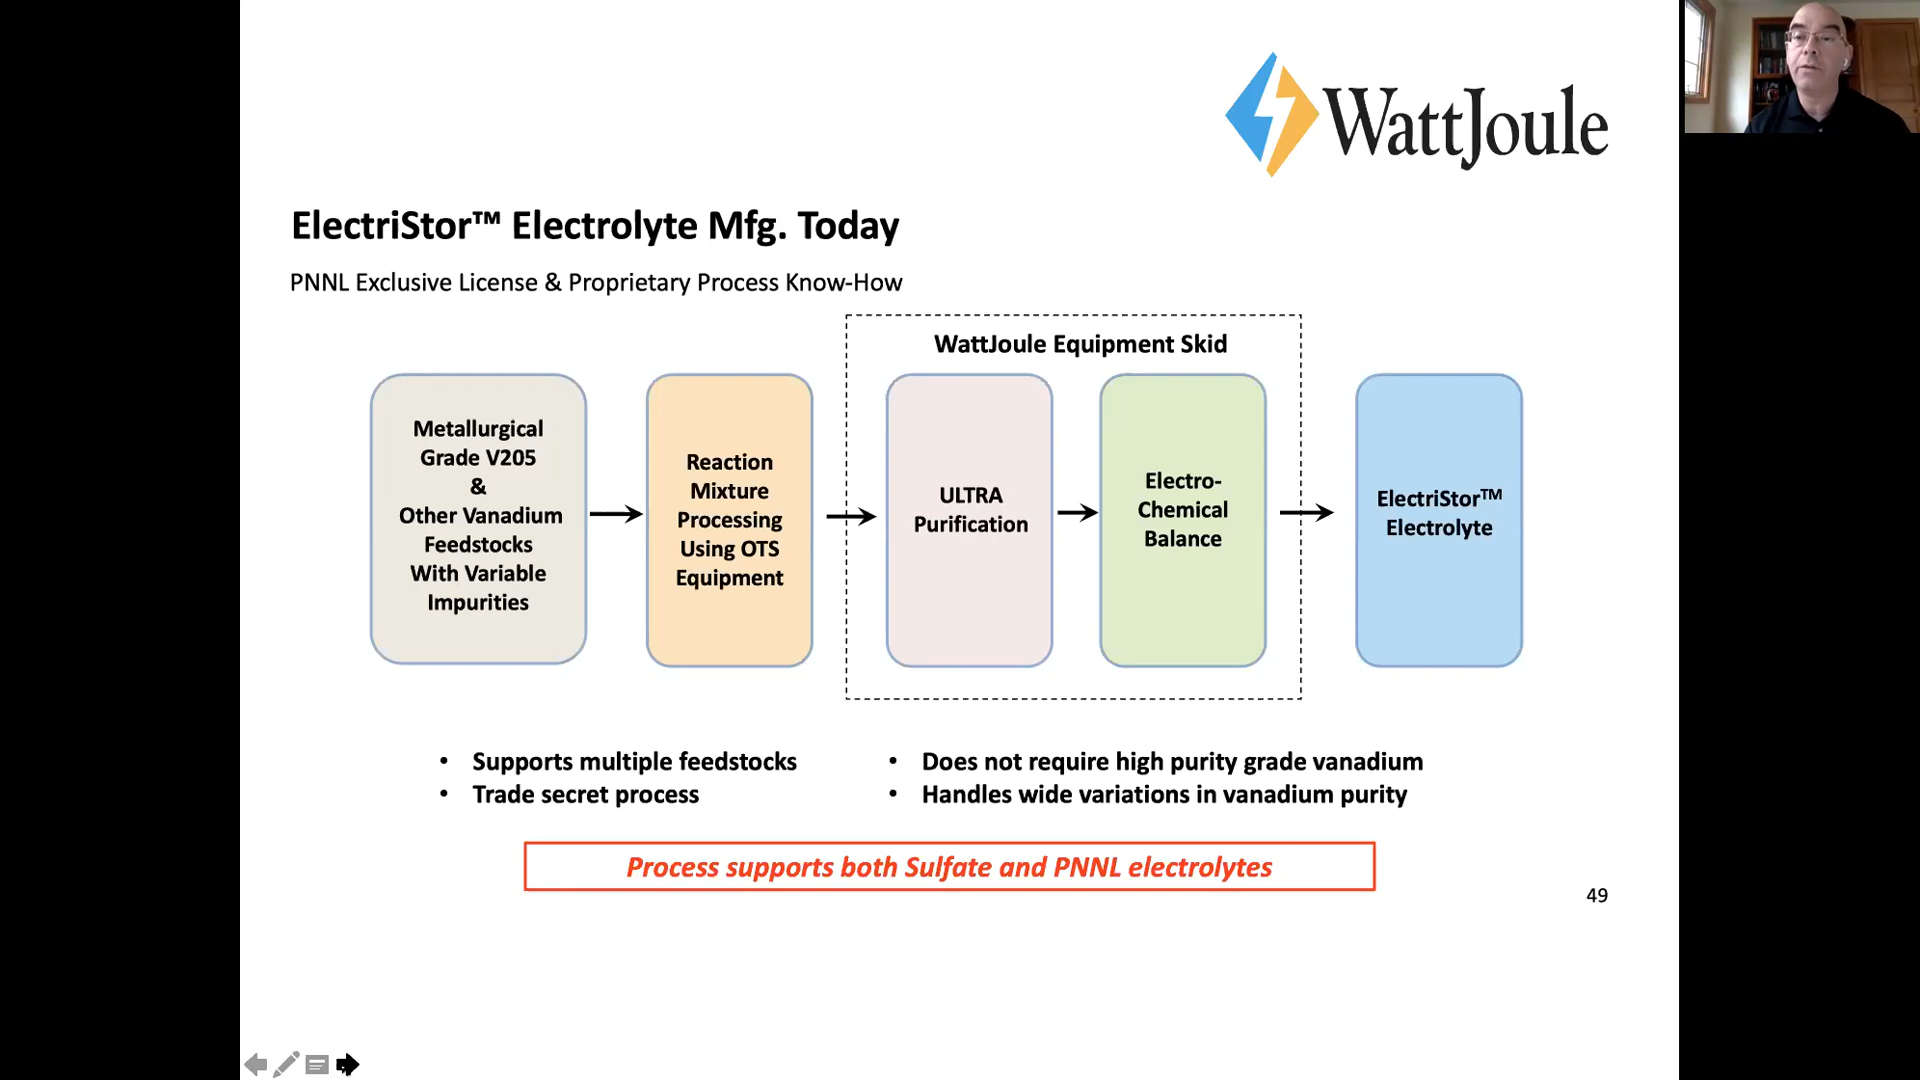 WattJoule
ElectriStor™ Electrolyte Mfg. Today
PNNL Exclusive License & Proprietary Process Know-How
WattJoule Equipment Skid
Metallurgical
Grade V205
&
Other Vanadium
Feedstocks
With Variable
Impurities
Reaction
Mixture
Processing
Using OTS
Equipment
ULTRA
Purification
Electro-
Chemical
Balance
ElectriStor™
Electrolyte
• Supports multiple feedstocks
• Trade secret process
• Does not require high purity grade vanadium
• Handles wide variations in vanadium purity
Process supports both Sulfate and PNNL electrolytes
49